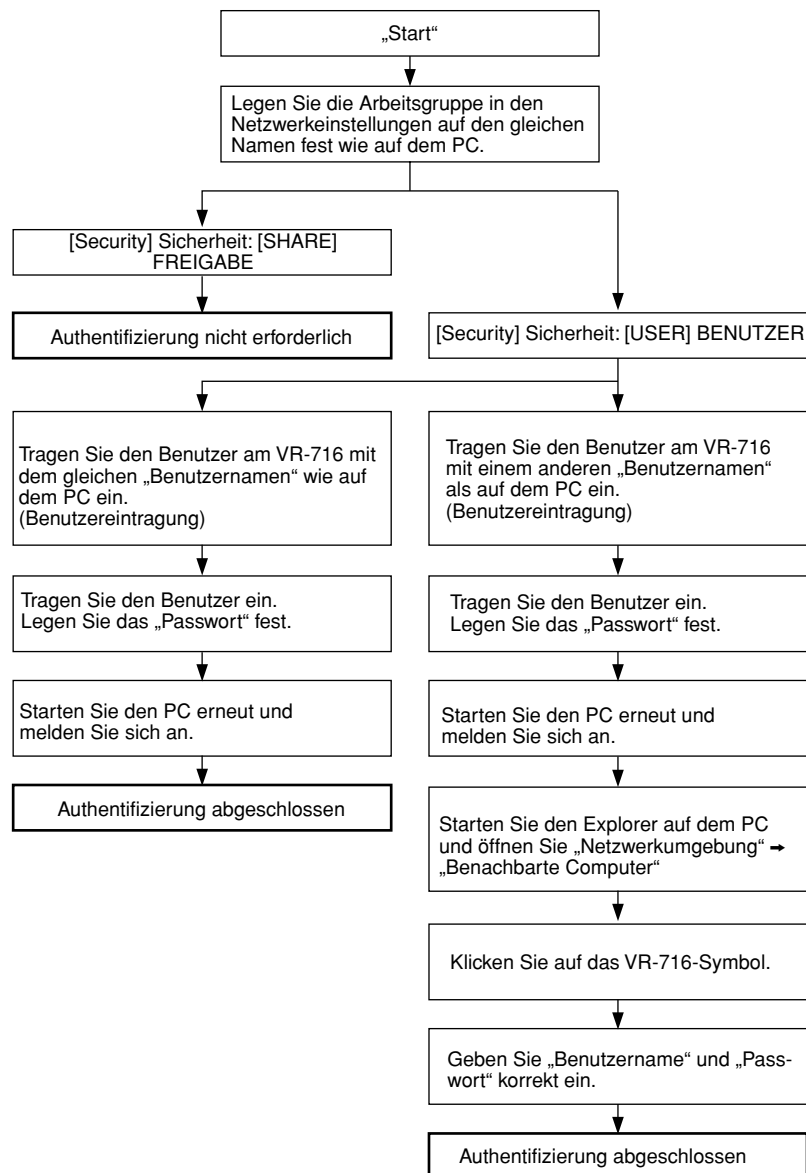 „Start“
Legen Sie die Arbeitsgruppe in den
Netzwerkeinstellungen auf den gleichen
Namen fest wie auf dem PC.
[Security] Sicherheit: [SHARE]
FREIGABE
Authentifizierung nicht erforderlich
[Security] Sicherheit: [USER] BENUTZER
Tragen Sie den Benutzer am VR-716 mit
dem gleichen „Benutzernamen“ wie auf
dem PC ein.
(Benutzereintragung)
Tragen Sie den Benutzer ein.
Legen Sie das „Passwort“ fest.
Starten Sie den PC erneut und
melden Sie sich an.
Authentifizierung abgeschlossen
Tragen Sie den Benutzer am VR-716
mit einem anderen „Benutzernamen“
als auf dem PC ein.
(Benutzereintragung)
Tragen Sie den Benutzer ein.
Legen Sie das „Passwort“ fest.
Starten Sie den PC erneut und
melden Sie sich an.
Starten Sie den Explorer auf dem PC
und öffnen Sie „Netzwerkumgebung“ ➞
„Benachbarte Computer“
Klicken Sie auf das VR-716-Symbol.
Geben Sie „Benutzername“ und „Pass-
wort“ korrekt ein.
Authentifizierung abgeschlossen